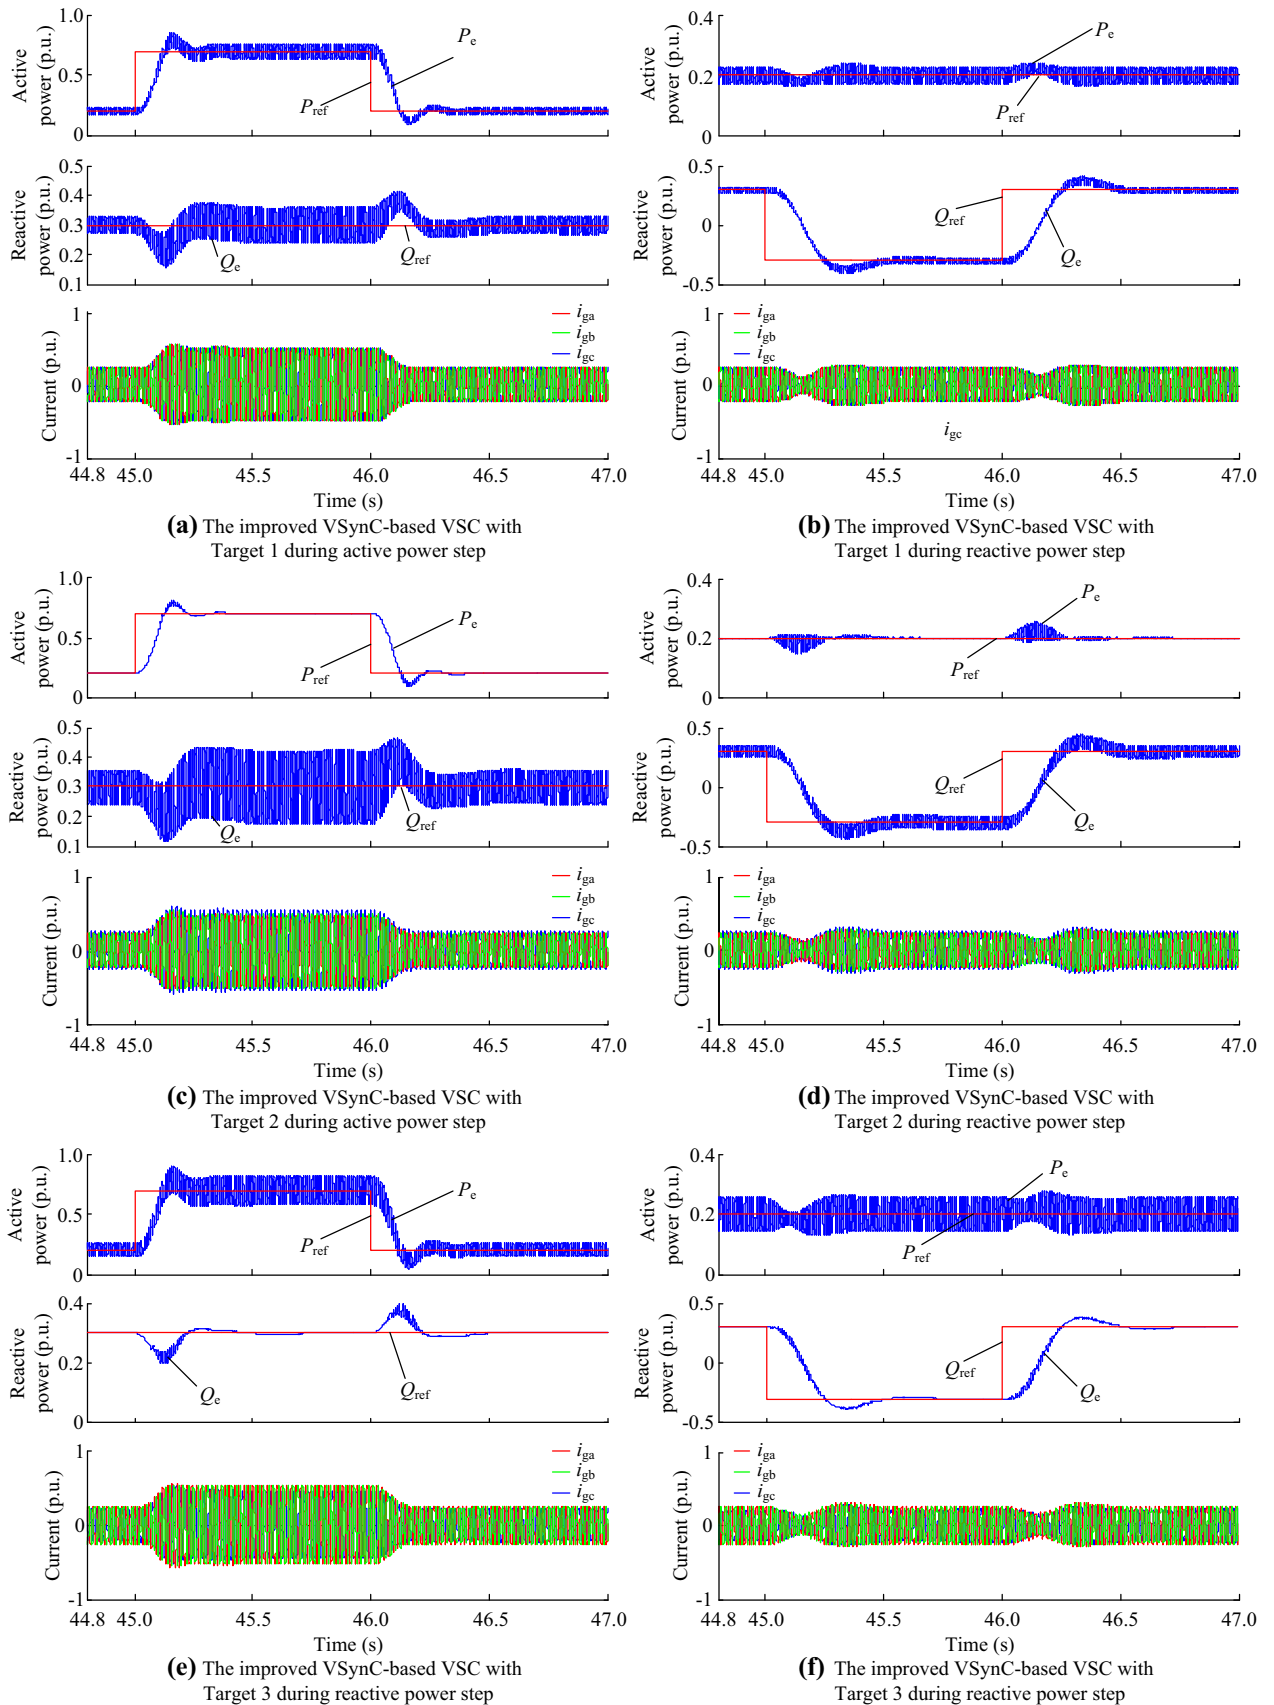 1.0
Active
power (p.u.)
0.5
0
Pe
Pref
0.5
Reactive
power (p.u.)
0.4
0.3
0.2
0.1
Qe
Qref
1
Current (p.u.)
0
-1
iga
igb
igc
44.8 45.0 45.5 46.0 46.5 47.0
Time (s)
(a) The improved VSynC-based VSC with
Target 1 during active power step
0.4
Active
power (p.u.)
0.2
0
Pe
Pref
0.5
Reactive
power (p.u.)
0
-0.5
Qref
Qe
1
Current (p.u.)
0
-1
iga
igb
igc
igc
44.8 45.0 45.5 46.0 46.5 47.0
Time (s)
(b) The improved VSynC-based VSC with
Target 1 during reactive power step
1.0
Active
power (p.u.)
0.5
0
Pe
Pref
0.5
Reactive
power (p.u.)
0.4
0.3
0.2
0.1
Qe
Qref
1
Current (p.u.)
0
-1
iga
igb
igc
44.8 45.0 45.5 46.0 46.5 47.0
Time (s)
(c) The improved VSynC-based VSC with
Target 2 during active power step
0.4
Active
power (p.u.)
0.2
0
Pe
Pref
0.5
Reactive
power (p.u.)
0
-0.5
Qref
Qe
1
Current (p.u.)
0
-1
iga
igb
igc
44.8 45.0 45.5 46.0 46.5 47.0
Time (s)
(d) The improved VSynC-based VSC with
Target 2 during reactive power step
1.0
Active
power (p.u.)
0.5
0
Pe
Pref
0.4
Reactive
power (p.u.)
0.2
0
Qe
Qref
1
Current (p.u.)
0
-1
iga
igb
igc
44.8 45.0 45.5 46.0 46.5 47.0
Time (s)
(e) The improved VSynC-based VSC with
Target 3 during reactive power step
0.4
Active
power (p.u.)
0.2
0
Pe
Pref
0.5
Reactive
power (p.u.)
0
-0.5
Qref
Qe
1
Current (p.u.)
0
-1
iga
igb
igc
44.8 45.0 45.5 46.0 46.5 47.0
Time (s)
(f) The improved VSynC-based VSC with
Target 3 during reactive power step